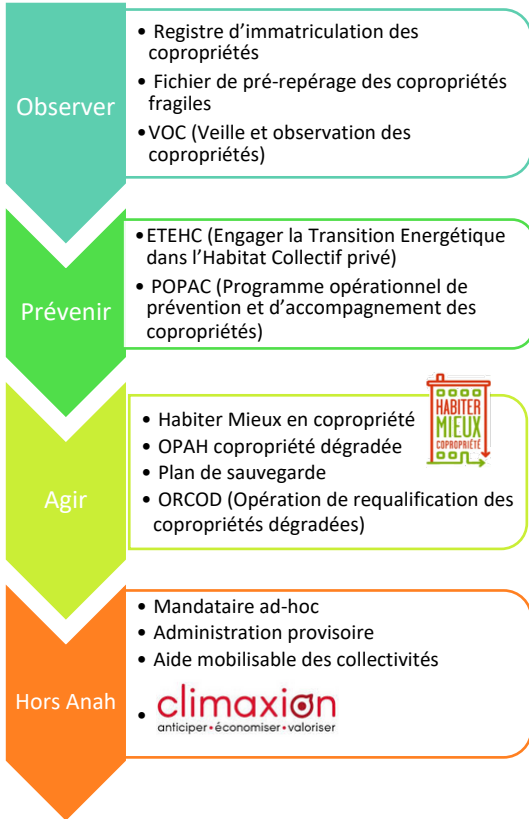 Observer
• Registre d'immatriculation des
copropriétés
• Fichier de pré-repérage des copropriétés
fragiles
•VOC (Veille et observation des
copropriétés)
Prévenir
•ETEHC (Engager la Transition Energétique
dans l'Habitat Collectif privé)
• POPAC (Programme opérationnel de
prévention et d'accompagnement des
copropriétés)
Agir
• Habiter Mieux en copropriété
• OPAH copropriété dégradée
• Plan de sauvegarde
• ORCOD (Opération de requalification des
copropriétés dégradées)
HABITER
MIEUX
COPROPRIÉTÉ
Hors Anah
• Mandataire ad-hoc
• Administration provisoire
• Aide mobilisable des collectivités
• climaxion
anticiper•économiser•valoriser